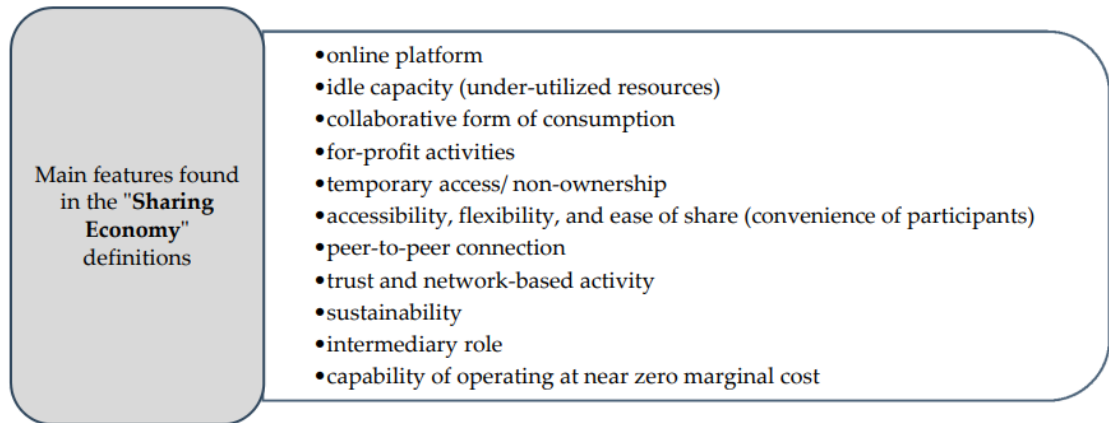 Main features found
in the "Sharing
Economy"
definitions
•online platform
•idle capacity (under-utilized resources)
•collaborative form of consumption
•for-profit activities
•temporary access/ non-ownership
•accessibility, flexibility, and ease of share (convenience of participants)
•peer-to-peer connection
•trust and network-based activity
•sustainability
•intermediary role
•capability of operating at near zero marginal cost